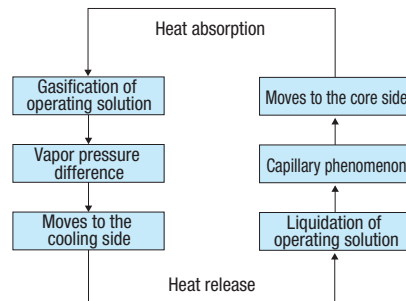 Heat absorption
Gasification of
operating solution
Vapor pressure
difference
Moves to the
cooling side
Heat release
Liquidation of
operating solution
Capillary phenomenon
Moves to the core side